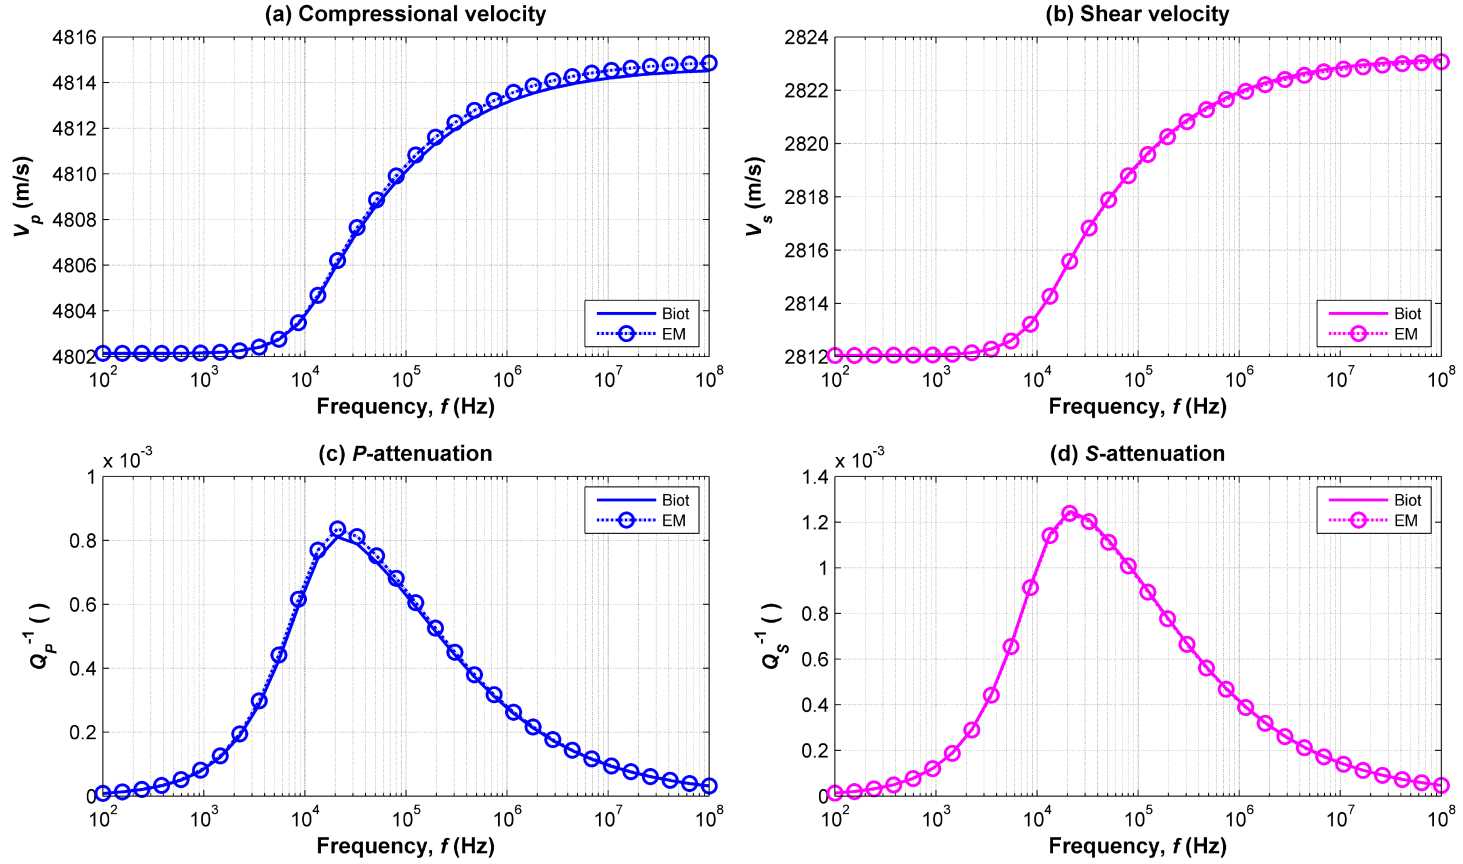 (a) Compressional velocity
4816
4814
4812
4810
4808
4806
4804
4802
V_p (m/s)
Biot
EM
10^2 10^3 10^4 10^5 10^6 10^7 10^8
Frequency, f (Hz)
(b) Shear velocity
2824
2822
2820
2818
2816
2814
2812
V_s (m/s)
Biot
EM
10^2 10^3 10^4 10^5 10^6 10^7 10^8
Frequency, f (Hz)
(c) P-attenuation
x 10^-3
1
0.8
0.6
0.4
0.2
0
Q_P^-1 ( )
Biot
EM
10^2 10^3 10^4 10^5 10^6 10^7 10^8
Frequency, f (Hz)
(d) S-attenuation
x 10^-3
1.4
1.2
1
0.8
0.6
0.4
0.2
0
Q_S^-1 ( )
Biot
EM
10^2 10^3 10^4 10^5 10^6 10^7 10^8
Frequency, f (Hz)